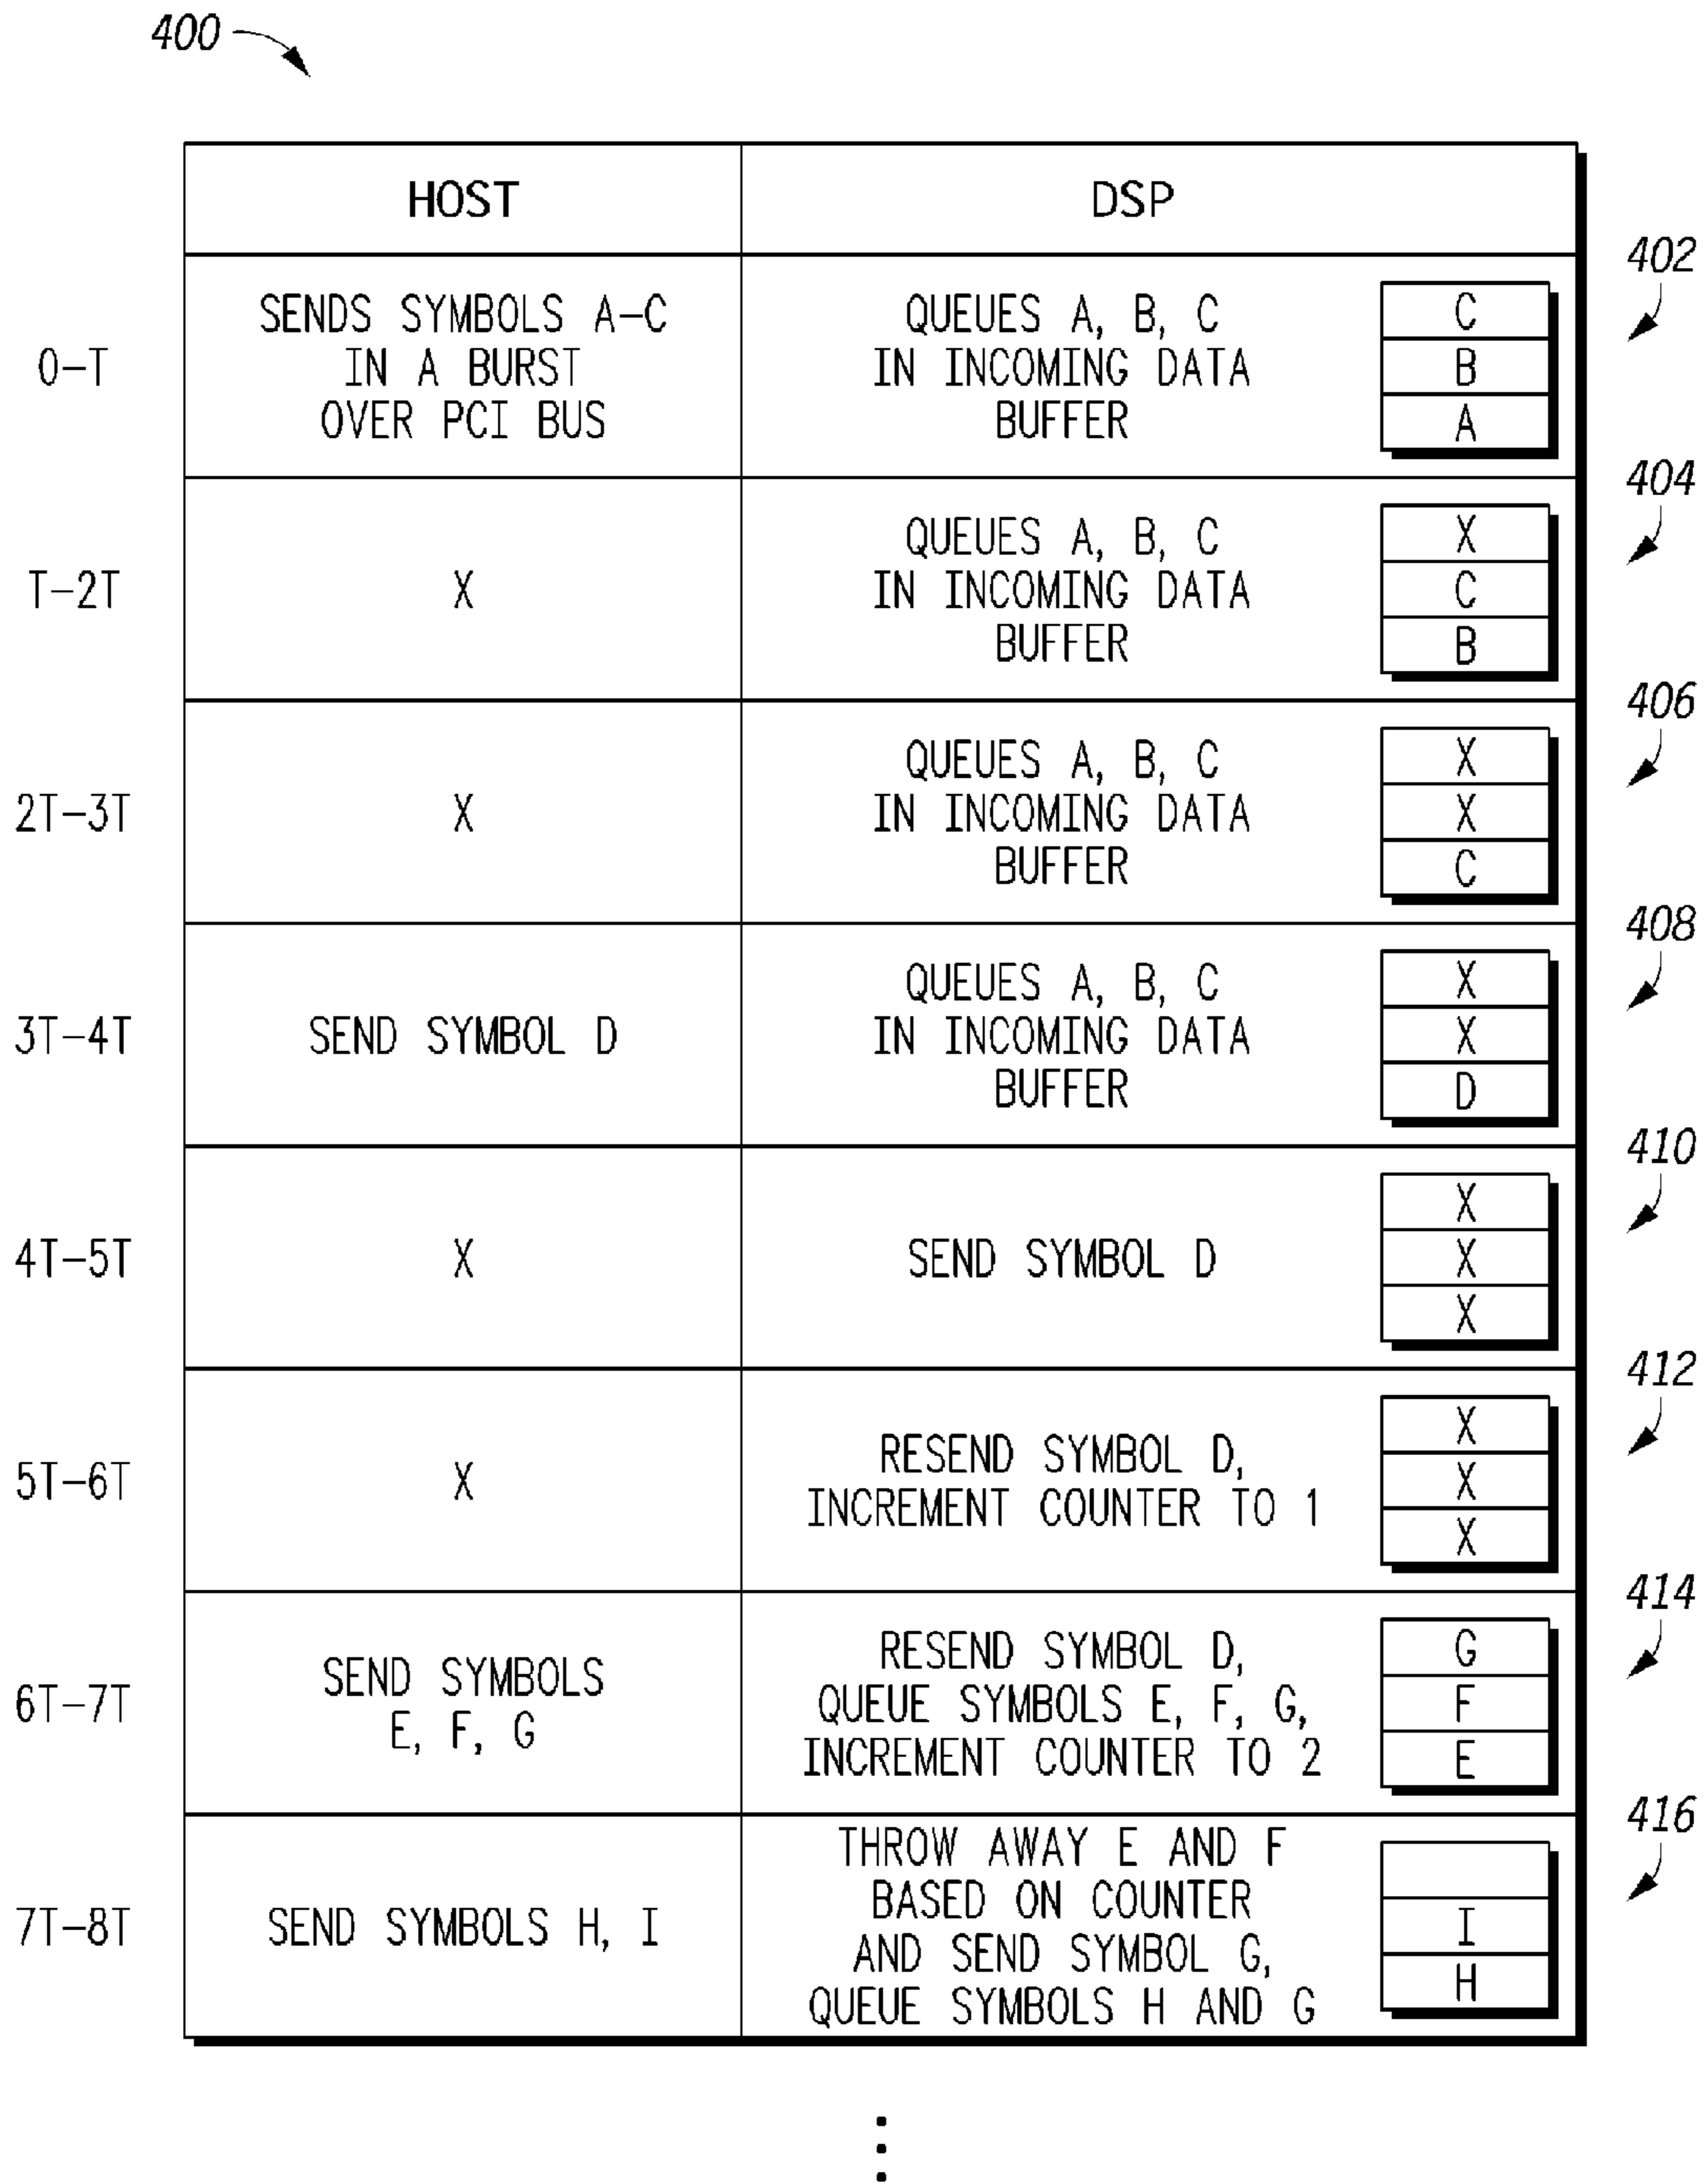 400
HOST
DSP
402
0-T
SENDS SYMBOLS A-C
IN A BURST
OVER PCI BUS
QUEUES A, B, C
IN INCOMING DATA
BUFFER
C
B
A
404
T-2T
X
QUEUES A, B, C
IN INCOMING DATA
BUFFER
X
C
B
406
2T-3T
X
QUEUES A, B, C
IN INCOMING DATA
BUFFER
X
X
C
408
3T-4T
SEND SYMBOL D
QUEUES A, B, C
IN INCOMING DATA
BUFFER
X
X
D
410
4T-5T
X
SEND SYMBOL D
X
X
X
412
5T-6T
X
RESEND SYMBOL D,
INCREMENT COUNTER TO 1
X
X
X
414
6T-7T
SEND SYMBOLS
E, F, G
RESEND SYMBOL D,
QUEUE SYMBOLS E, F, G,
INCREMENT COUNTER TO 2
G
F
E
416
7T-8T
SEND SYMBOLS H, I
THROW AWAY E AND F
BASED ON COUNTER
AND SEND SYMBOL G,
QUEUE SYMBOLS H AND G
I
H